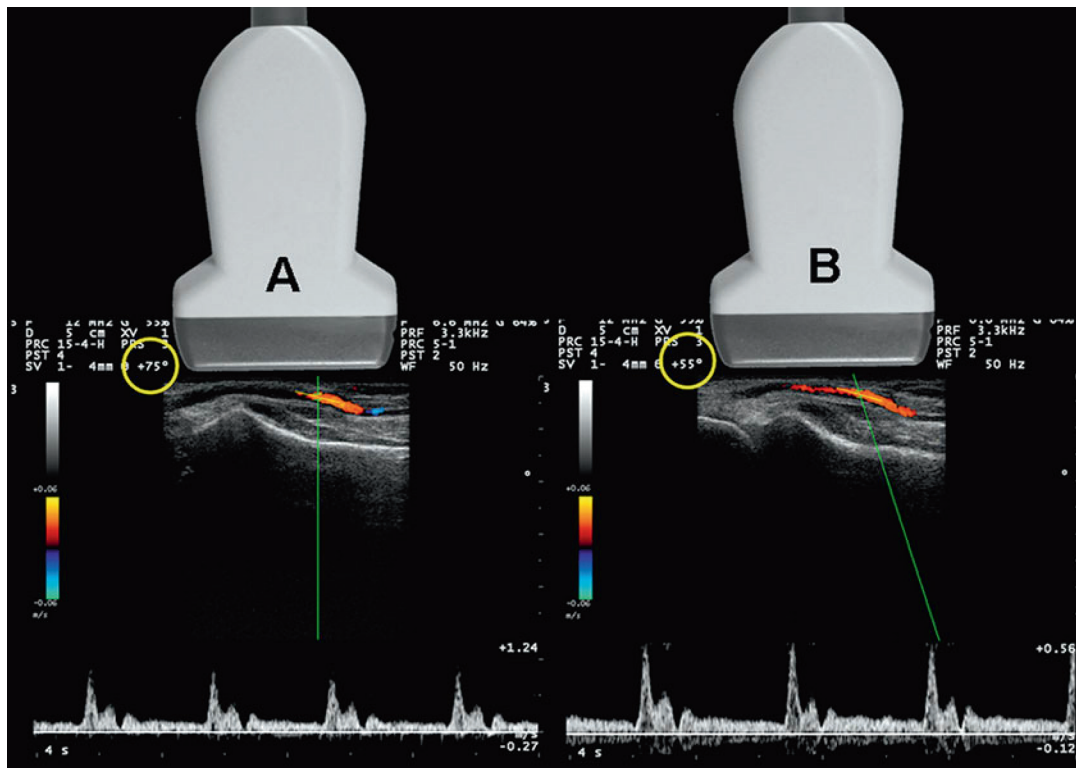 A
D 5 cm XV 1
PRC 15-4-H PRS 3
PST 4
SV 1- 4mm θ +75°
PRF 3.3kHz
PRC 5-1
PST 2
WF 50 Hz
3
+0.06
-0.06
m/s
+1.24
m/s
-0.27
4 s
B
D 5 cm XV 1
PRC 15-4-H PRS 3
PST 4
SV 1- 4mm θ +55°
PRF 3.3kHz
PRC 5-1
PST 2
WF 50 Hz
3
+0.06
-0.06
m/s
+0.56
m/s
-0.12
4 s